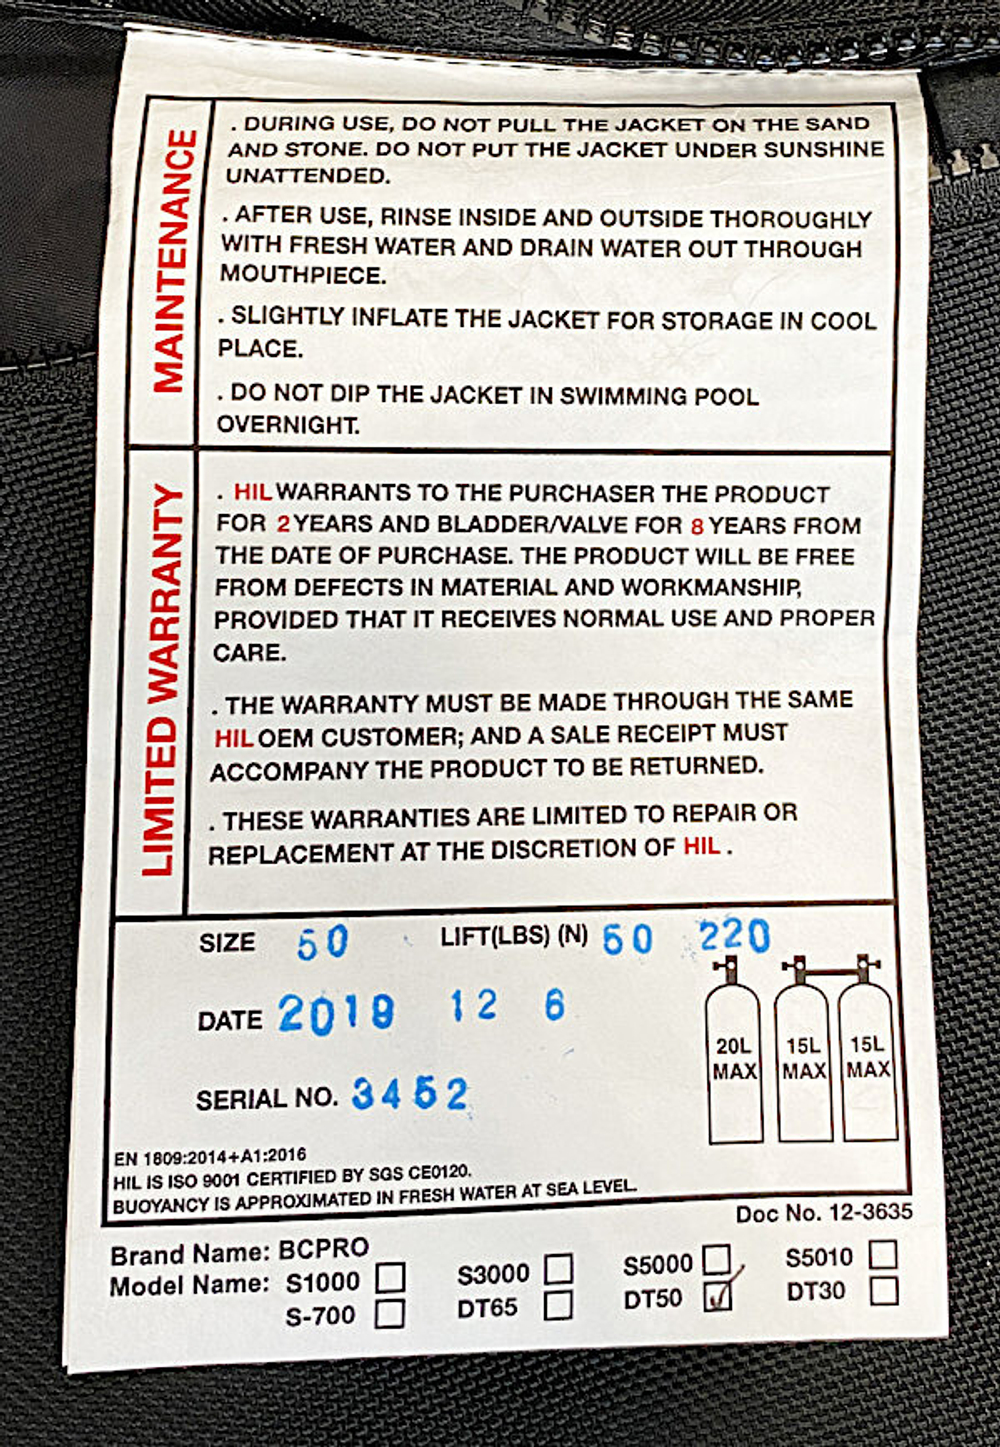 MAINTENANCE
. DURING USE, DO NOT PULL THE JACKET ON THE SAND
AND STONE. DO NOT PUT THE JACKET UNDER SUNSHINE
UNATTENDED.
. AFTER USE, RINSE INSIDE AND OUTSIDE THOROUGHLY
WITH FRESH WATER AND DRAIN WATER OUT THROUGH
MOUTHPIECE.
. SLIGHTLY INFLATE THE JACKET FOR STORAGE IN COOL
PLACE.
. DO NOT DIP THE JACKET IN SWIMMING POOL
OVERNIGHT.
LIMITED WARRANTY
. HIL WARRANTS TO THE PURCHASER THE PRODUCT
FOR 2 YEARS AND BLADDER/VALVE FOR 8 YEARS FROM
THE DATE OF PURCHASE. THE PRODUCT WILL BE FREE
FROM DEFECTS IN MATERIAL AND WORKMANSHIP,
PROVIDED THAT IT RECEIVES NORMAL USE AND PROPER
CARE.
. THE WARRANTY MUST BE MADE THROUGH THE SAME
HIL OEM CUSTOMER; AND A SALE RECEIPT MUST
ACCOMPANY THE PRODUCT TO BE RETURNED.
. THESE WARRANTIES ARE LIMITED TO REPAIR OR
REPLACEMENT AT THE DISCRETION OF HIL .
SIZE 50 LIFT(LBS) (N) 50 220
DATE 2019 12 6
20L MAX 15L MAX 15L MAX
SERIAL NO. 3452
EN 1809:2014+A1:2016
HIL IS ISO 9001 CERTIFIED BY SGS CE0120.
BUOYANCY IS APPROXIMATED IN FRESH WATER AT SEA LEVEL.
Doc No. 12-3635
Brand Name: BCPRO
Model Name: S1000 S3000 S5000 S5010
S-700 DT65 DT50 DT30